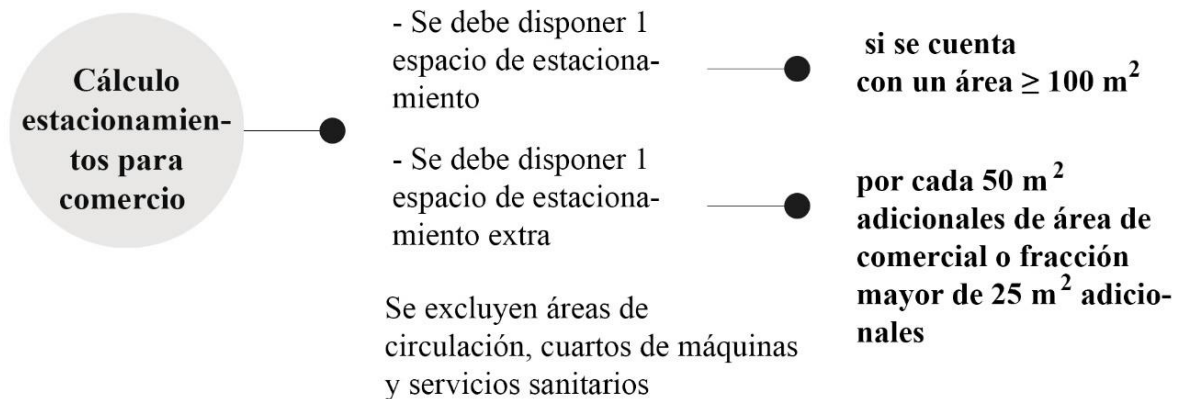 Cálculo
estacionamien-
tos para
comercio
- Se debe disponer 1
espacio de estaciona-
miento
si se cuenta
con un área ≥ 100 m²
- Se debe disponer 1
espacio de estaciona-
miento extra
por cada 50 m²
adicionales de área de
comercial o fracción
mayor de 25 m² adicio-
nales
Se excluyen áreas de
circulación, cuartos de máquinas
y servicios sanitarios